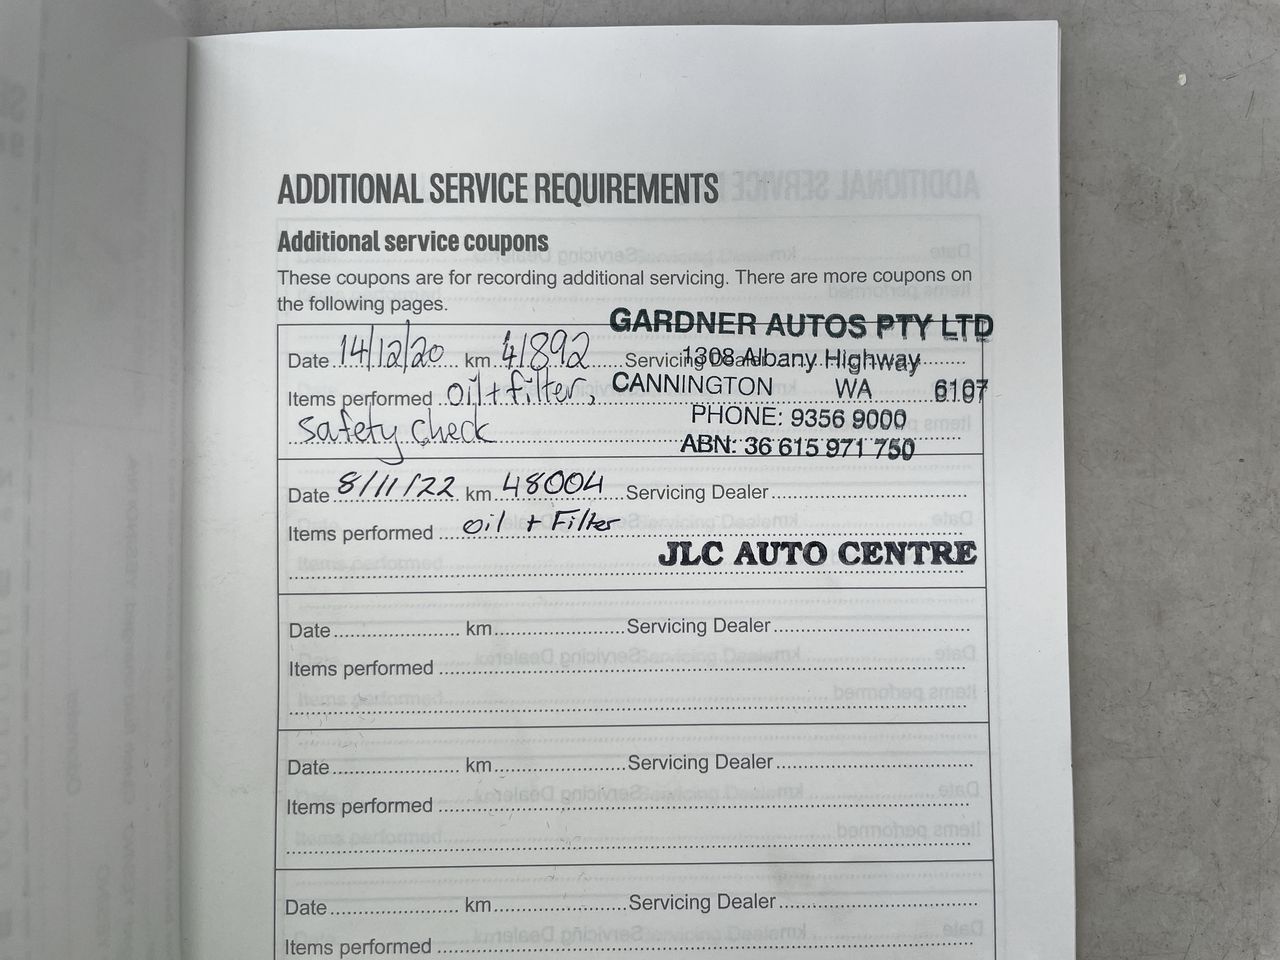 ADDITIONAL SERVICE REQUIREMENTS
Additional service coupons
These coupons are for recording additional servicing. There are more coupons on
the following pages.
GARDNER AUTOS PTY LTD
Date 14/12/20 km 41892 Servicing Dealer
1308 Albany Highway
Items performed oil + filter,
CANNINGTON WA 6107
safety check
PHONE: 9356 9000
ABN: 36 615 971 750
Date 8/11/22 km 48004 Servicing Dealer
Items performed oil + Filter
JLC AUTO CENTRE
Date km Servicing Dealer
Items performed
Date km Servicing Dealer
Items performed
Date km Servicing Dealer
Items performed